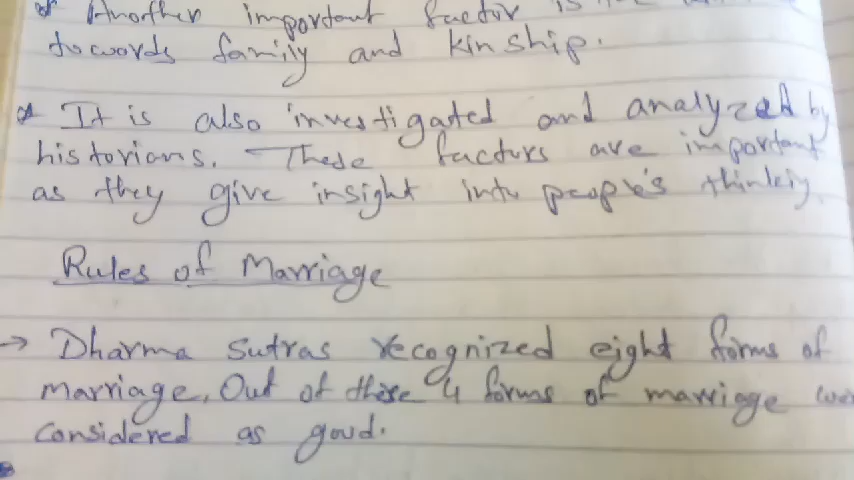 Another important factor is
towords family and kinship.
It is also investigated and analyzed by
historians. These factors are important
as they give insight into people's thinking.
Rules of Marriage
→ Dharma Sutras recognized eight forms of
marriage. Out of these 4 forms of marriage
considered as good.